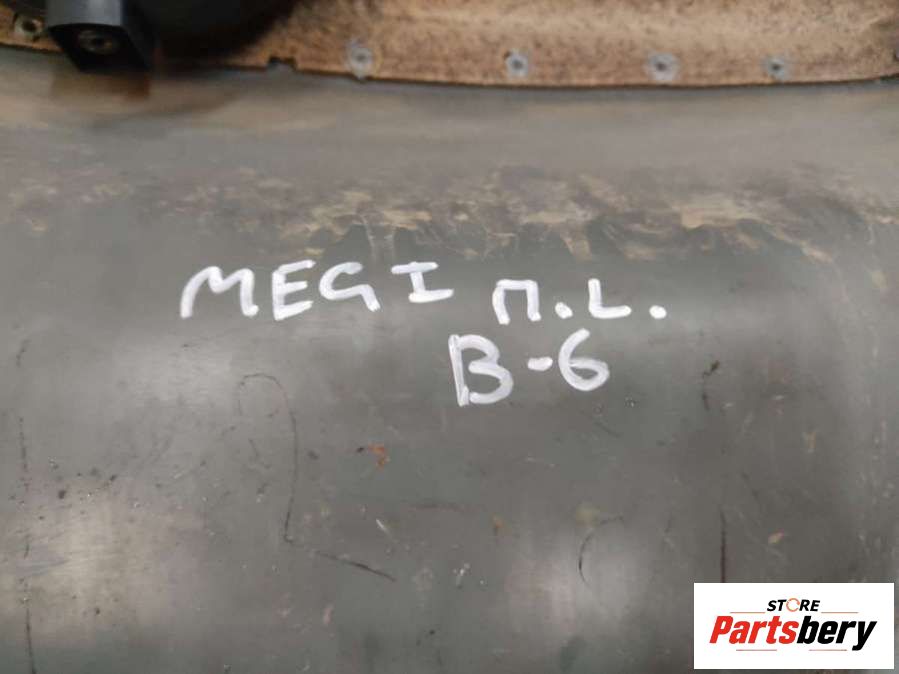 MEGI П.L.
B-6
STORE
Partsbery